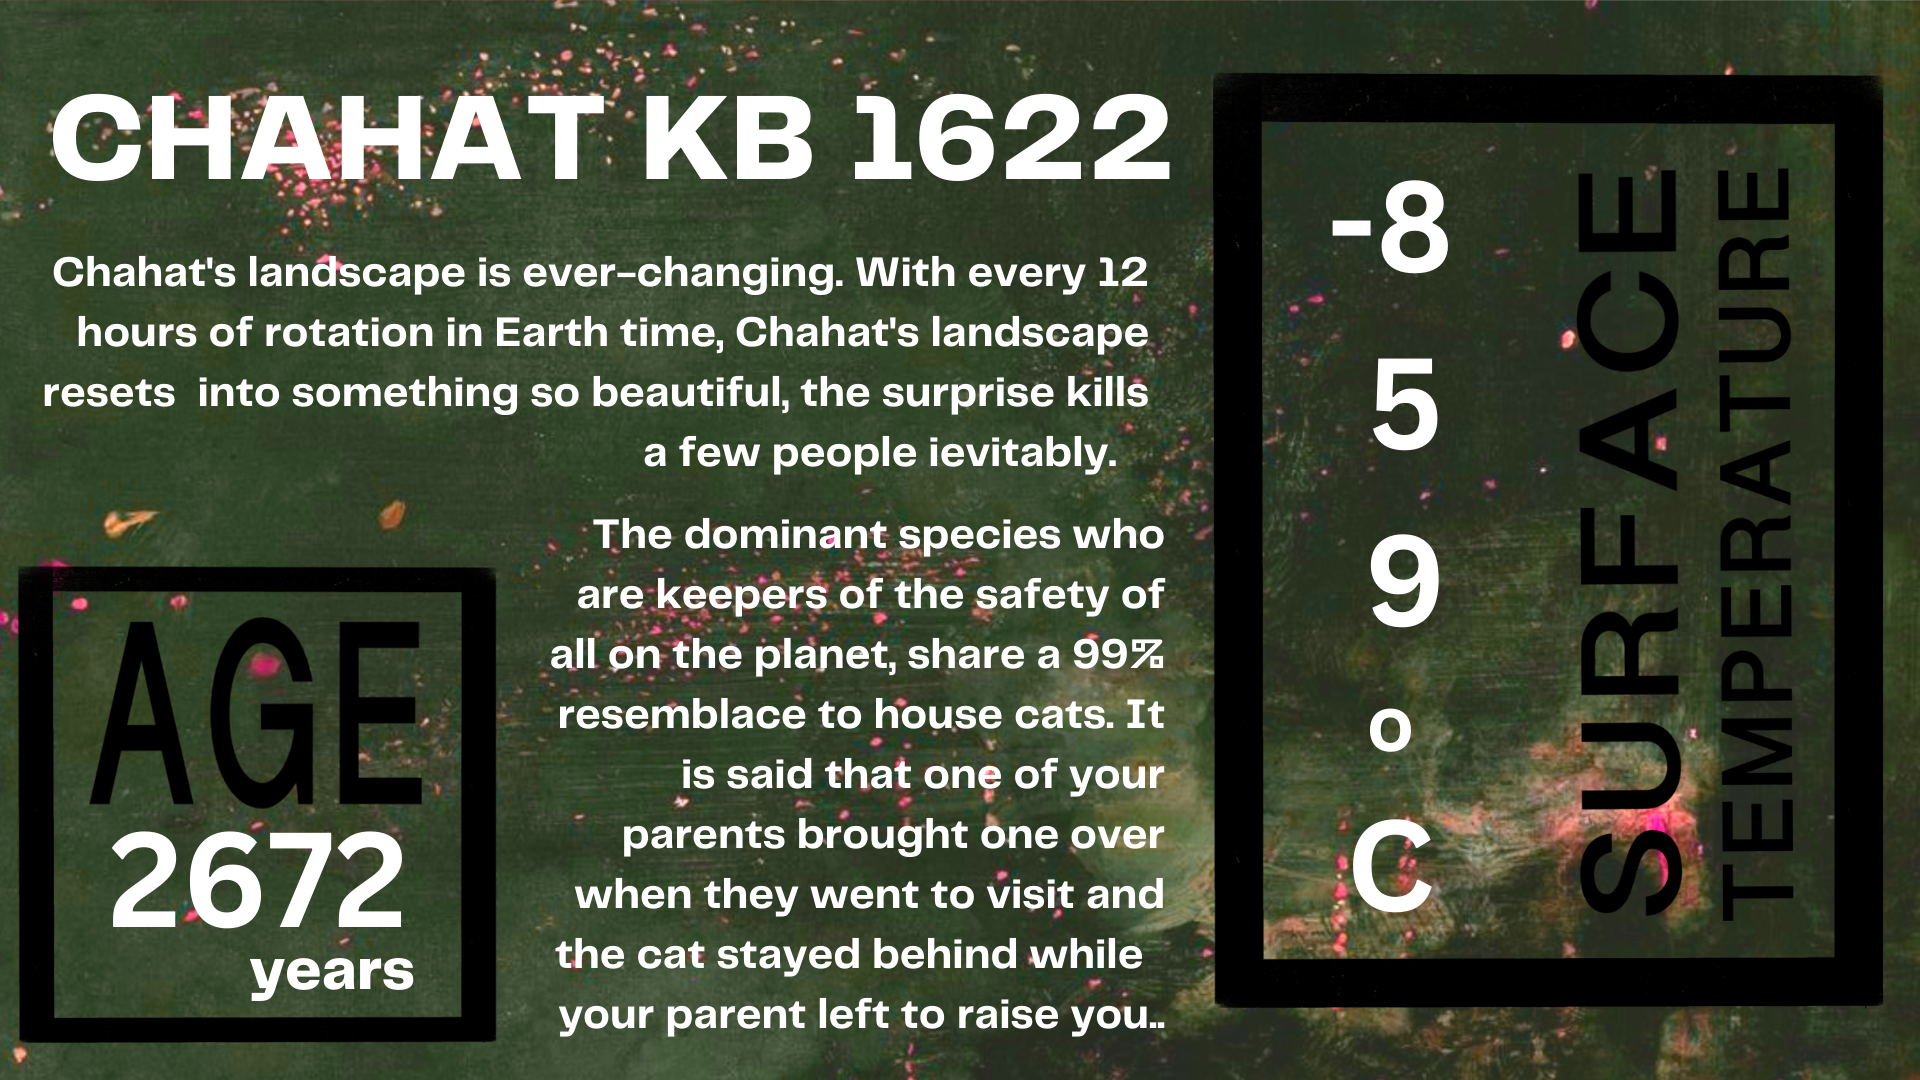 CHAHAT KB 1622
Chahat's landscape is ever-changing. With every 12
hours of rotation in Earth time, Chahat's landscape
resets  into something so beautiful, the surprise kills
a few people ievitably.
The dominant species who
are keepers of the safety of
all on the planet, share a 99%
resemblace to house cats. It
is said that one of your
parents brought one over
when they went to visit and
the cat stayed behind while
your parent left to raise you..
AGE
2672
years
-8
5
9
°
C
SURFACE
TEMPERATURE